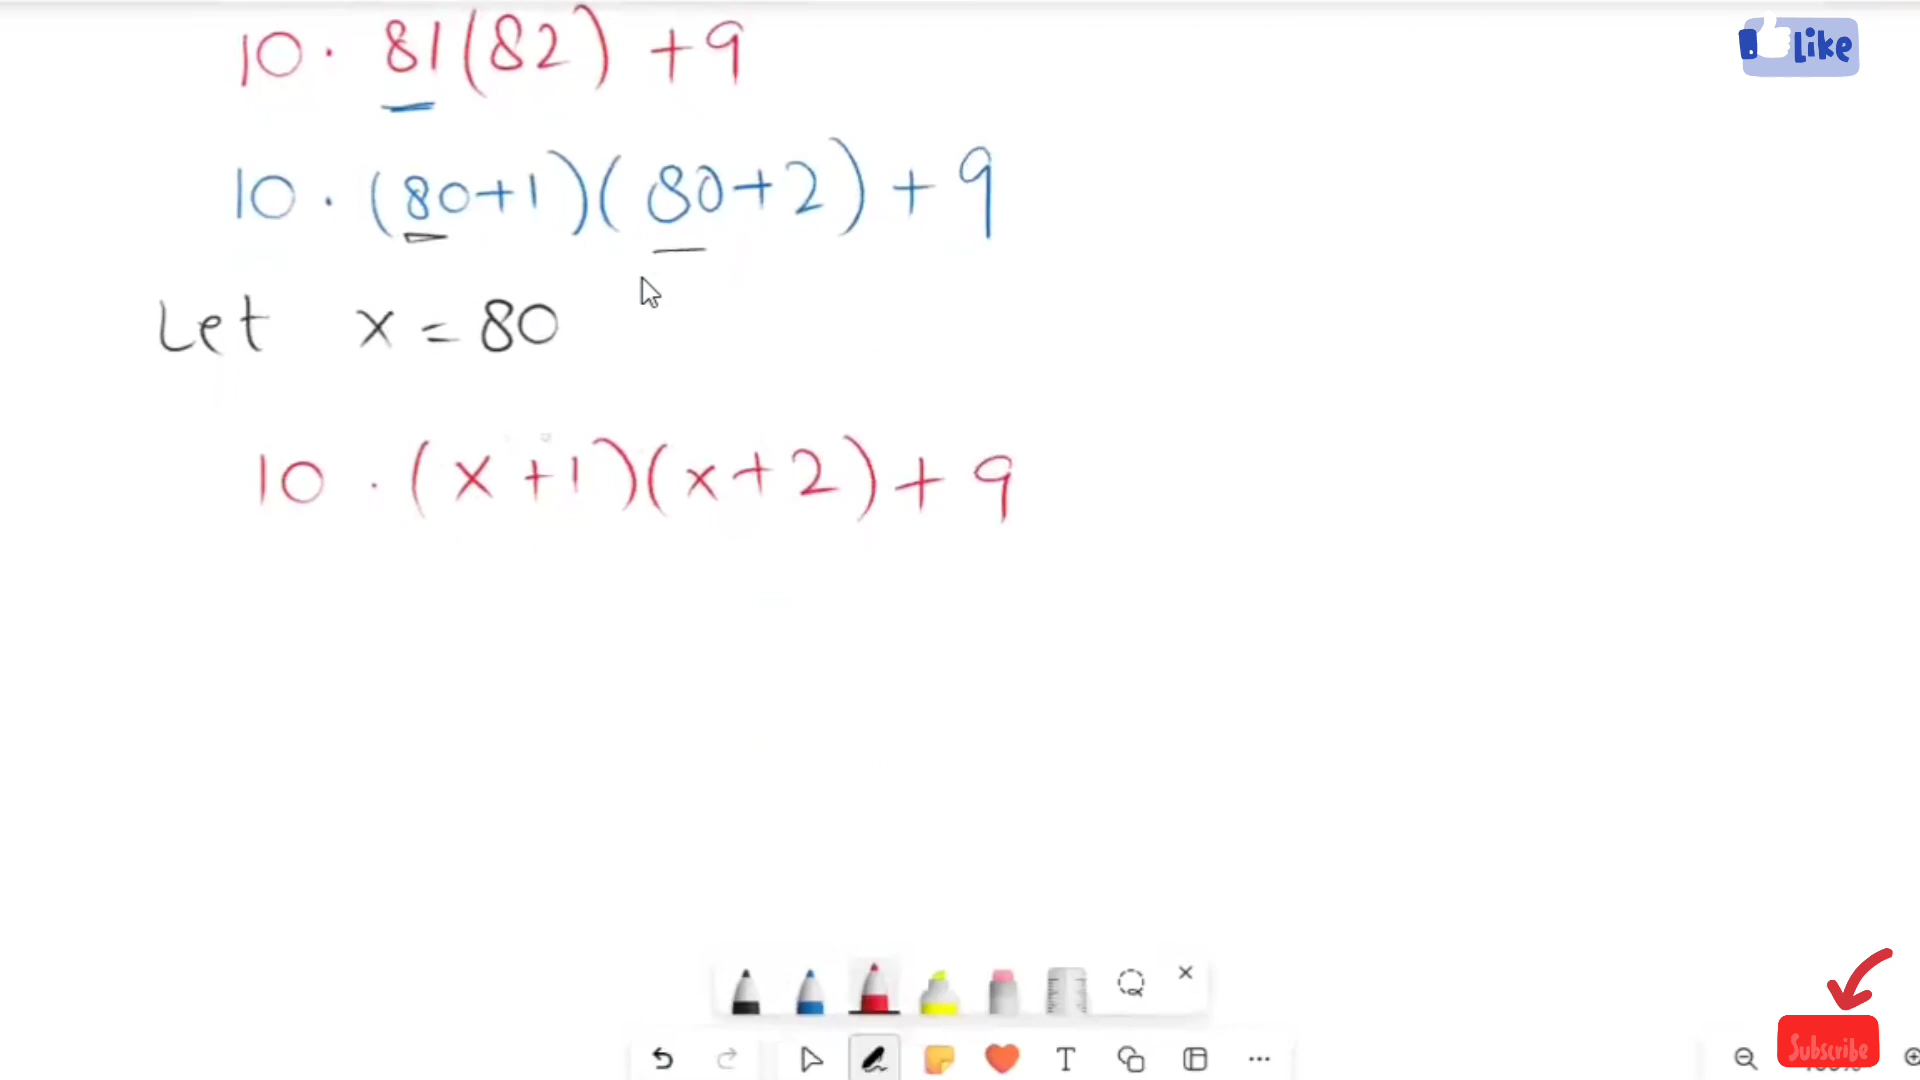 10 · 81(82) + 9
Like
10 · (80+1)(80+2) + 9
Let x = 80
10 · (x+1)(x+2) + 9
T
Subscribe